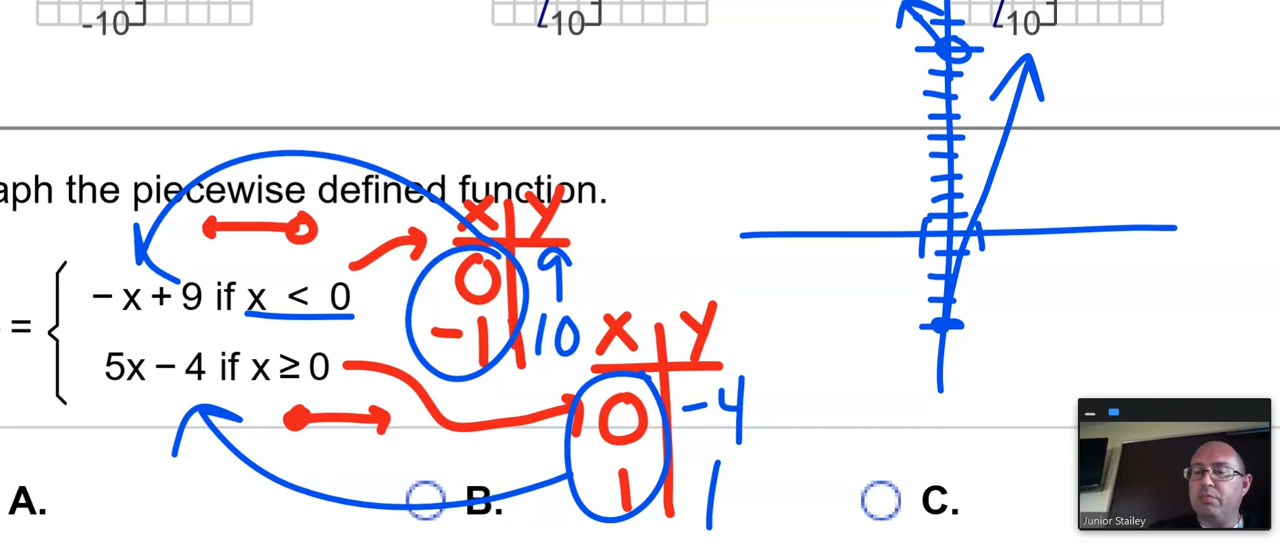 -10
10
10
aph the piecewise defined function.
x y
0 9
-1 10
= { − x + 9 if x < 0
5x − 4 if x ≥ 0
x y
0 -4
1 1
A.
B.
C.
Junior Stailey